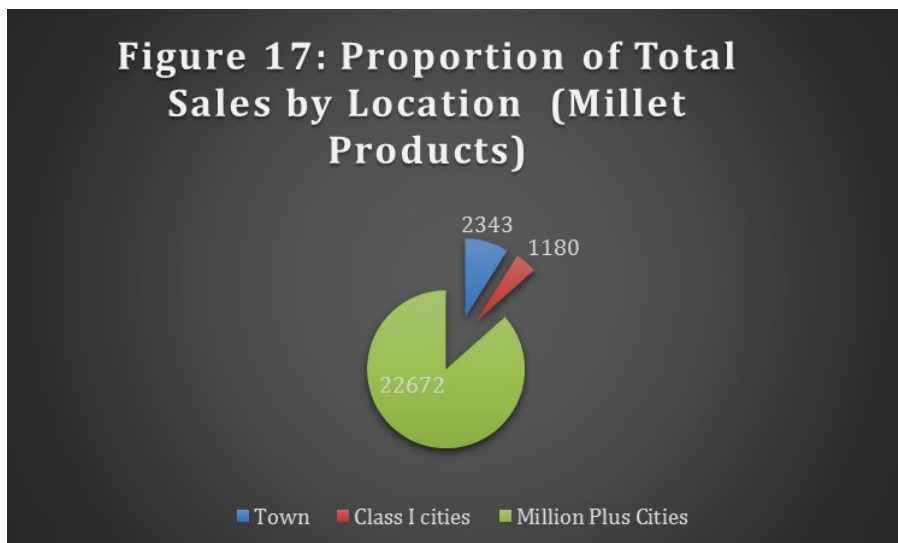 Figure 17: Proportion of Total
Sales by Location (Millet
Products)
2343
1180
22672
Town
Class I cities
Million Plus Cities